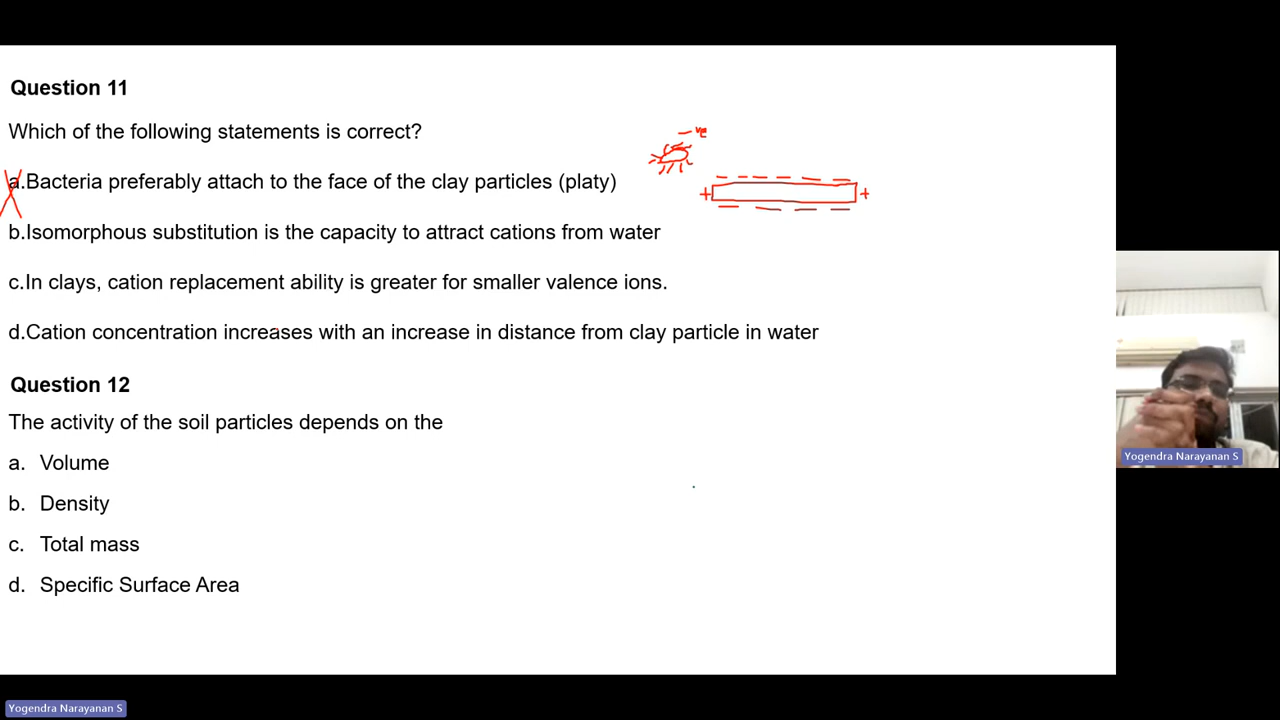 Question 11
Which of the following statements is correct?
- ve
a.Bacteria preferably attach to the face of the clay particles (platy)
+ +
b.Isomorphous substitution is the capacity to attract cations from water
c.In clays, cation replacement ability is greater for smaller valence ions.
d.Cation concentration increases with an increase in distance from clay particle in water
Question 12
The activity of the soil particles depends on the
a. Volume
Yogendra Narayanan S
b. Density
c. Total mass
d. Specific Surface Area
Yogendra Narayanan S